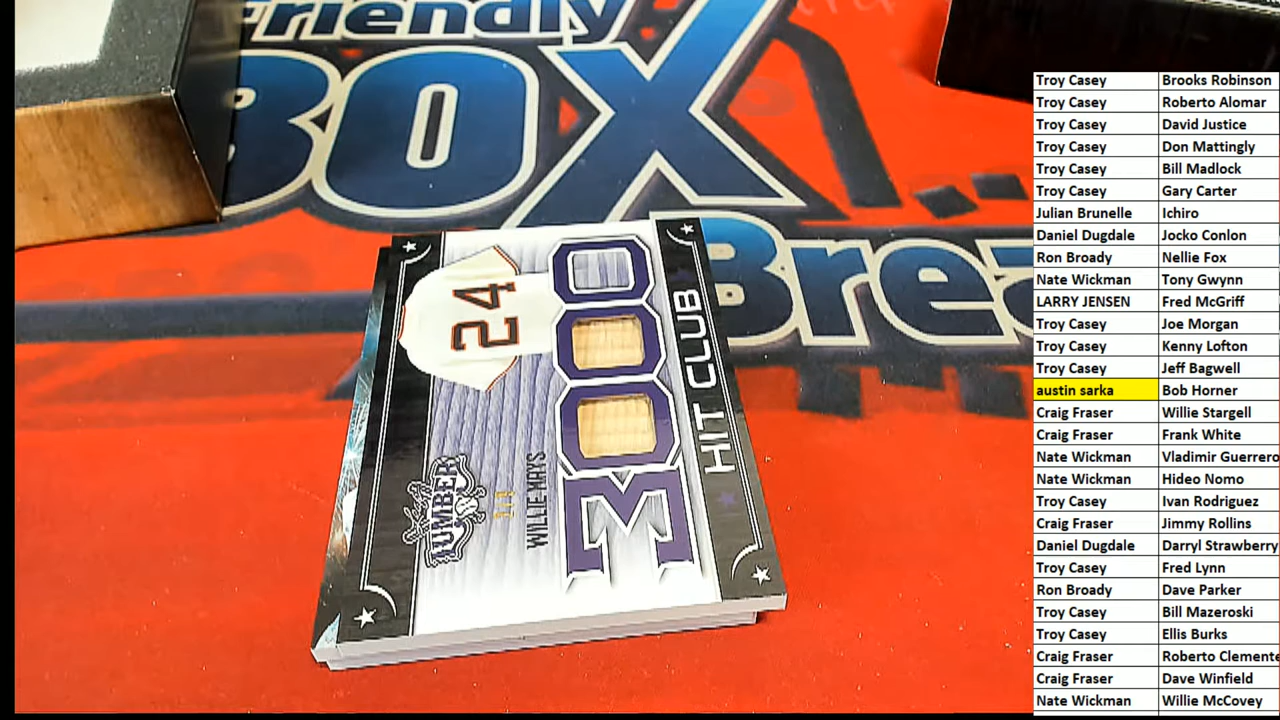 Friendly
BOX
Brea
24
3000
HIT CLUB
WILLIE MAYS
LUMBER
Troy Casey Brooks Robinson
Troy Casey Roberto Alomar
Troy Casey David Justice
Troy Casey Don Mattingly
Troy Casey Bill Madlock
Troy Casey Gary Carter
Julian Brunelle Ichiro
Daniel Dugdale Jocko Conlon
Ron Broady Nellie Fox
Nate Wickman Tony Gwynn
LARRY JENSEN Fred McGriff
Troy Casey Joe Morgan
Troy Casey Kenny Lofton
Troy Casey Jeff Bagwell
austin sarka Bob Horner
Craig Fraser Willie Stargell
Craig Fraser Frank White
Nate Wickman Vladimir Guerrero
Nate Wickman Hideo Nomo
Troy Casey Ivan Rodriguez
Craig Fraser Jimmy Rollins
Daniel Dugdale Darryl Strawberry
Troy Casey Fred Lynn
Ron Broady Dave Parker
Troy Casey Bill Mazeroski
Troy Casey Ellis Burks
Craig Fraser Roberto Clemente
Craig Fraser Dave Winfield
Nate Wickman Willie McCovey